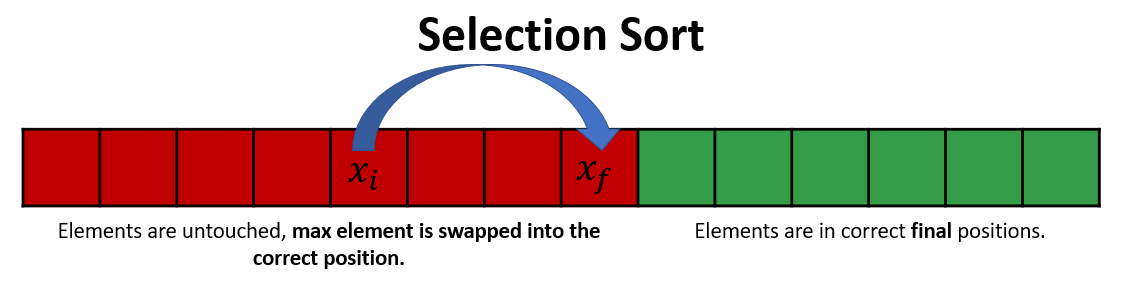 Selection Sort
x_i
x_f
Elements are untouched, max element is swapped into the
correct position.
Elements are in correct final positions.